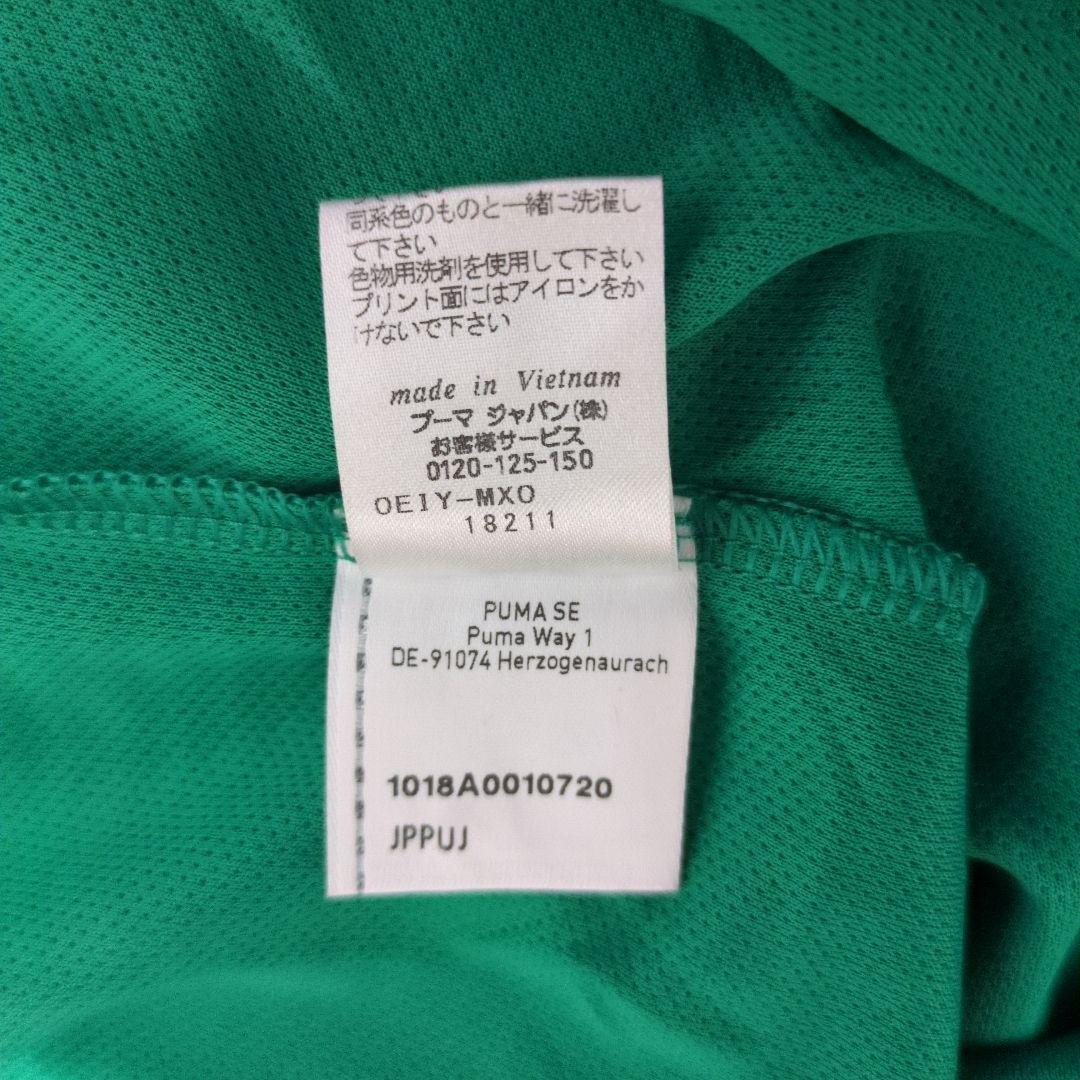 同系色のものと一緒に洗濯し
て下さい
色物用洗剤を使用して下さい
プリント面にはアイロンをか
けないで下さい
made in Vietnam
プーマ ジャパン(株)
お客様サービス
0120-125-150
OE1Y-MXO
18211
PUMA SE
Puma Way 1
DE-91074 Herzogenaurach
1018A0010720
JPPUJ